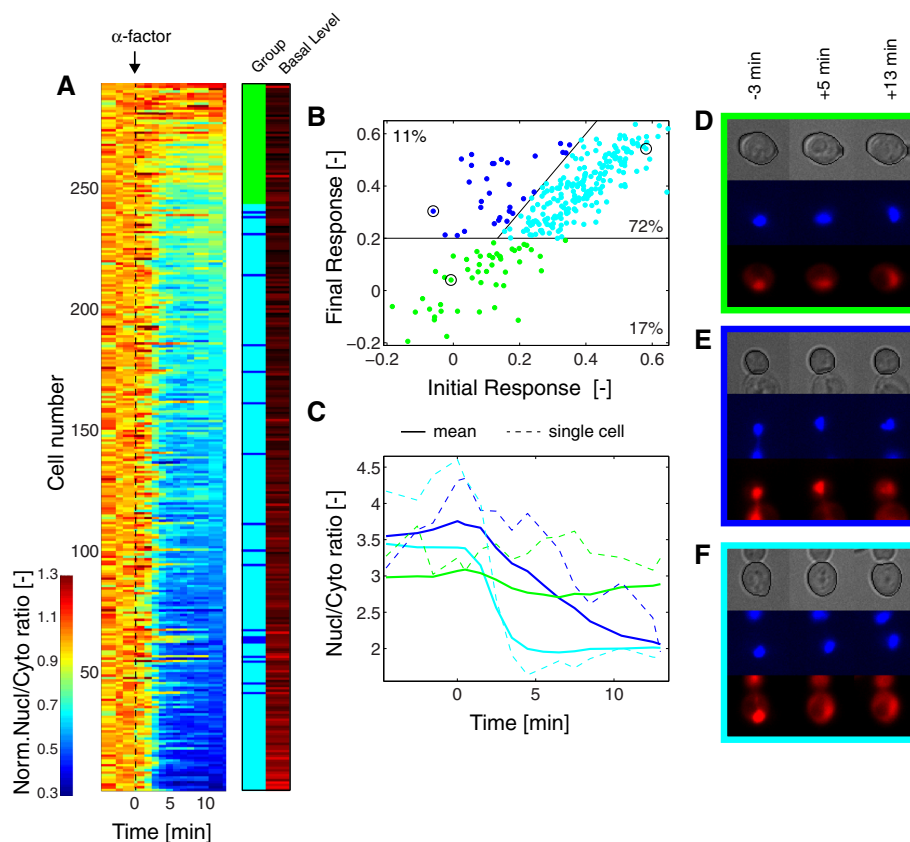 α-factor
A
Group
Basal Level
Cell number
250
200
150
100
50
Norm.Nucl/Cyto ratio [-]
1.3
1.1
0.9
0.7
0.5
0.3
0
5
10
Time [min]
B
Final Response [-]
0.6
0.4
0.2
0
−0.2
11%
72%
17%
−0.2
0
0.2
0.4
0.6
Initial Response [-]
C
mean
single cell
Nucl/Cyto ratio [-]
4.5
4
3.5
3
2.5
2
0
5
10
Time [min]
-3 min
+5 min
+13 min
D
E
F